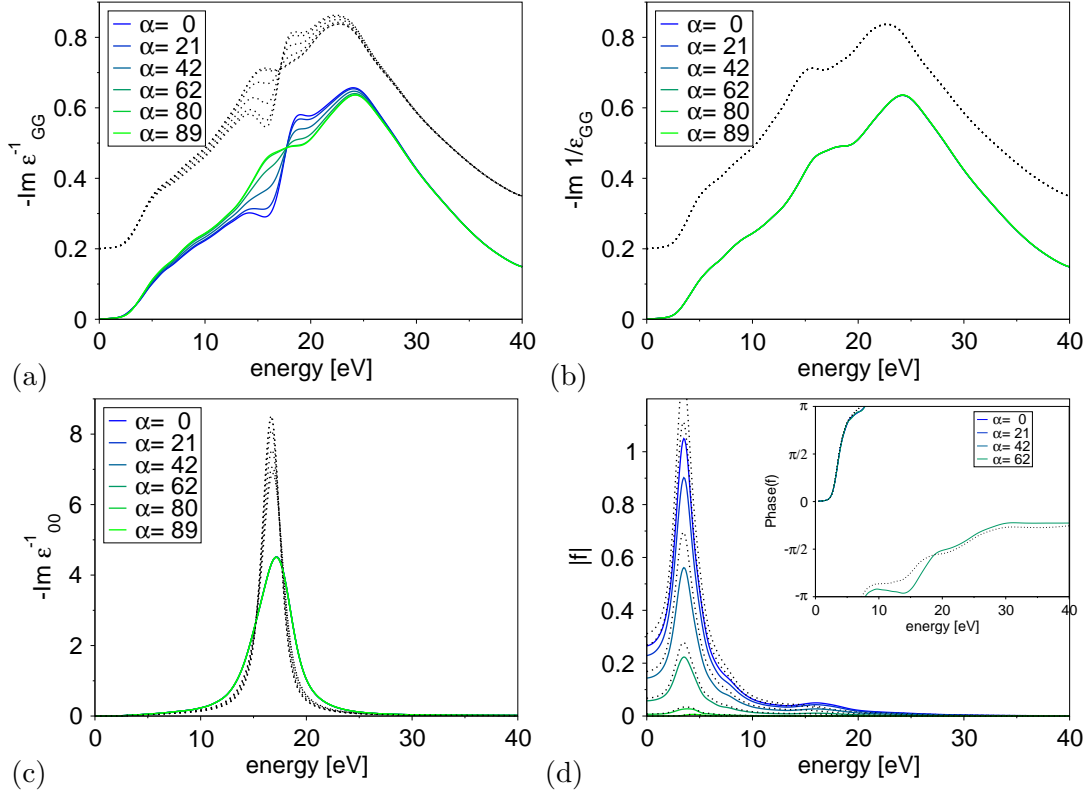 0.8
0.6
0.4
0.2
0
-Im ε⁻¹GG
α= 0
α= 21
α= 42
α= 62
α= 80
α= 89
0 10 20 30 40
(a) energy [eV]
0.8
0.6
0.4
0.2
0
-Im 1/εGG
α= 0
α= 21
α= 42
α= 62
α= 80
α= 89
0 10 20 30 40
(b) energy [eV]
8
6
4
2
0
-Im ε⁻¹00
α= 0
α= 21
α= 42
α= 62
α= 80
α= 89
0 10 20 30 40
(c) energy [eV]
1
0.8
0.6
0.4
0.2
0
|f|
π
π/2
0
-π/2
-π
Phase(f)
α= 0
α= 21
α= 42
α= 62
0 10 20 30 40
energy [eV]
0 10 20 30 40
(d) energy [eV]